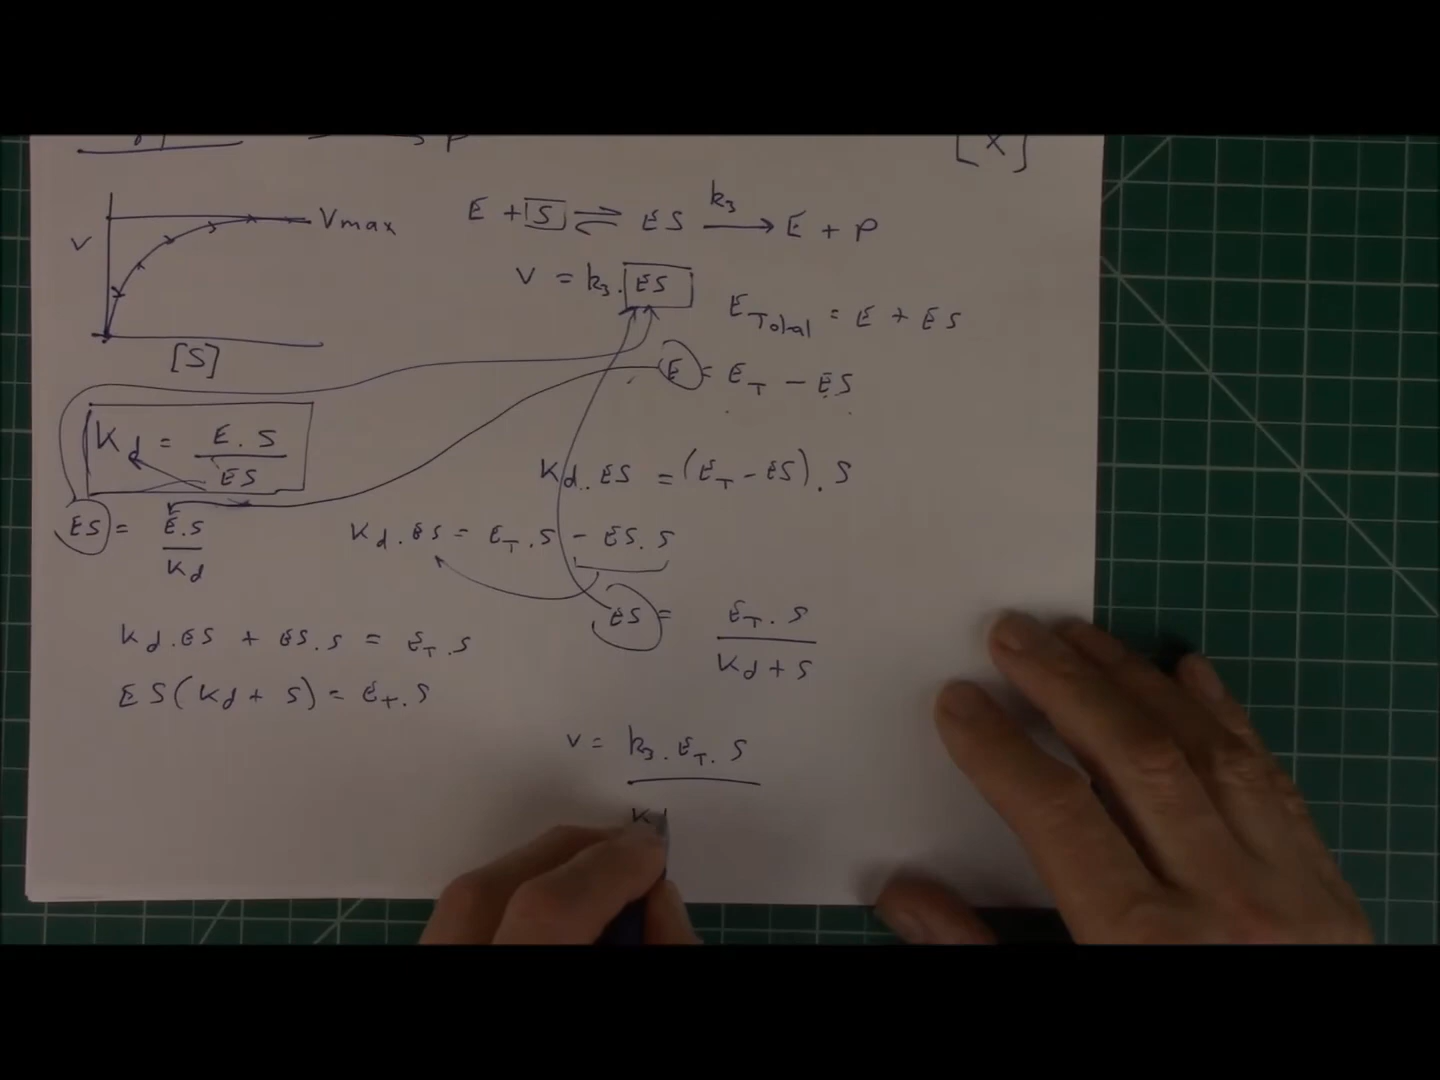 P
[X]
V
Vmax
[S]
E + S ⇌ ES k₃ → E + P
V = k₃ . ES
E_Total = E + ES
E = E_T − ES
K_d = E . S / ES
K_d . ES = (E_T − ES) . S
ES = E . S / K_d
K_d . ES = E_T . S − ES . S
ES = E_T . S / K_d + S
K_d . ES + ES . S = E_T . S
ES (K_d + S) = E_T . S
V = k₃ . E_T . S